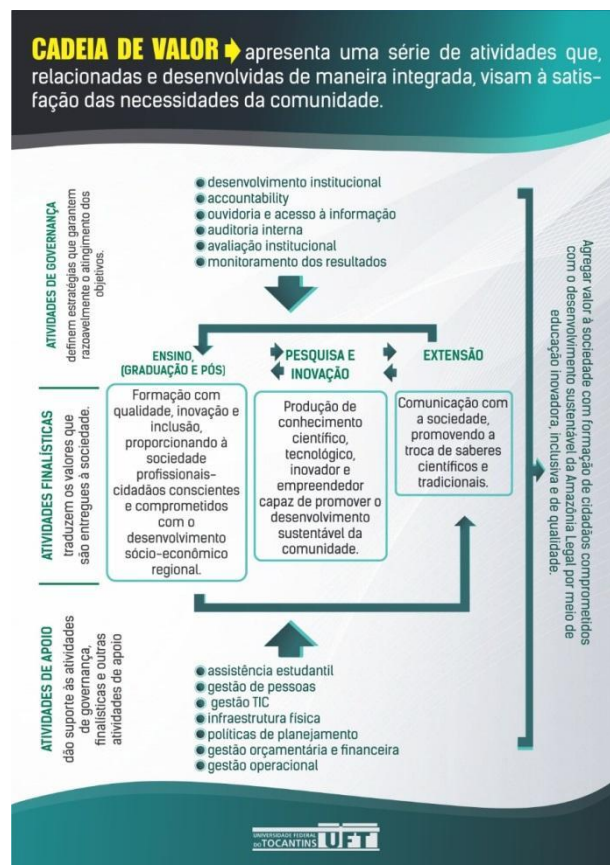 CADEIA DE VALOR apresenta uma série de atividades que,
relacionadas e desenvolvidas de maneira integrada, visam à satis-
fação das necessidades da comunidade.
ATIVIDADES DE GOVERNANÇA
definem estratégias que garantem
razoavelmente o atingimento dos
objetivos.
desenvolvimento institucional
accountability
ouvidoria e acesso à informação
auditoria interna
avaliação institucional
monitoramento dos resultados
ATIVIDADES FINALÍSTICAS
traduzem os valores que
são entregues à sociedade.
ENSINO,
(GRADUAÇÃO E PÓS)
Formação com
qualidade, inovação e
inclusão,
proporcionando à
sociedade
profissionais-
cidadãos conscientes
e comprometidos
com o
desenvolvimento
sócio-econômico
regional.
PESQUISA E
INOVAÇÃO
Produção de
conhecimento
científico,
tecnológico,
inovador e
empreendedor
capaz de promover o
desenvolvimento
sustentável da
comunidade.
EXTENSÃO
Comunicação com
a sociedade,
promovendo a
troca de saberes
científicos e
tradicionais.
ATIVIDADES DE APOIO
dão suporte às atividades
de governança,
finalísticas e outras
atividades de apoio
assistência estudantil
gestão de pessoas
gestão TIC
infraestrutura física
políticas de planejamento
gestão orçamentária e financeira
gestão operacional
Agregar valor à sociedade com formação de cidadãos comprometidos
com o desenvolvimento sustentável da Amazônia Legal por meio de
educação inovadora, inclusiva e de qualidade.
UNIVERSIDADE FEDERAL
DO TOCANTINS
UFT